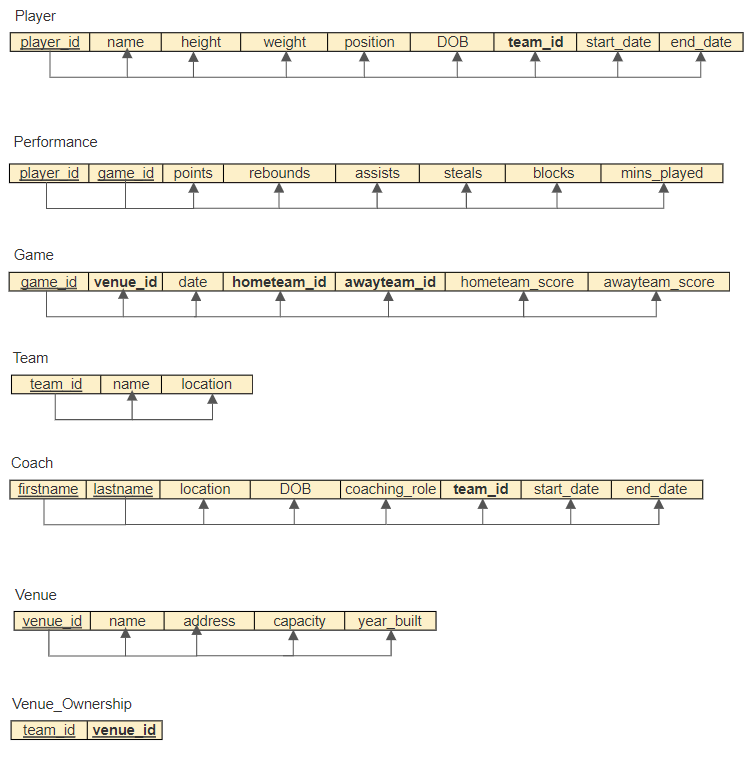 Player
player_id name height weight position DOB team_id start_date end_date
Performance
player_id game_id points rebounds assists steals blocks mins_played
Game
game_id venue_id date hometeam_id awayteam_id hometeam_score awayteam_score
Team
team_id name location
Coach
firstname lastname location DOB coaching_role team_id start_date end_date
Venue
venue_id name address capacity year_built
Venue_Ownership
team_id venue_id